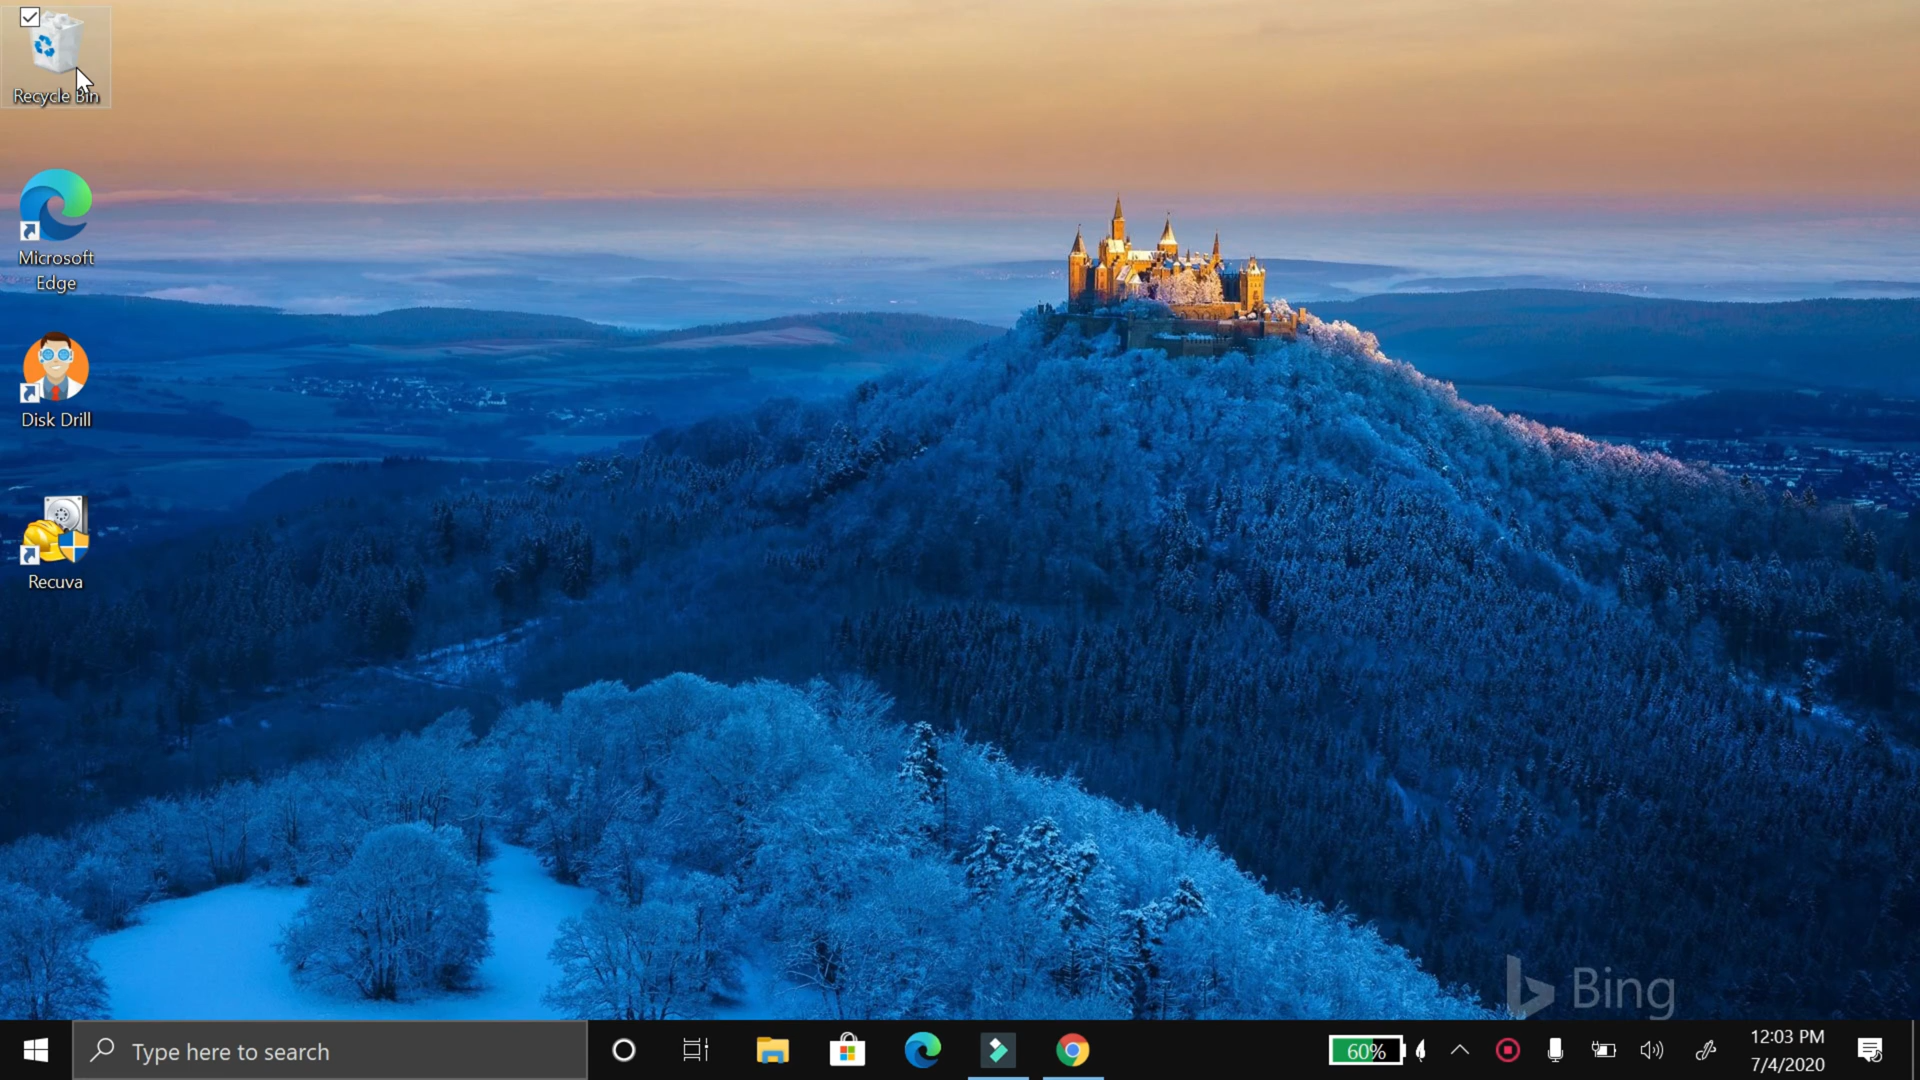 Recycle Bin
Microsoft
Edge
Disk Drill
Recuva
Bing
Type here to search
60%
12:03 PM
7/4/2020